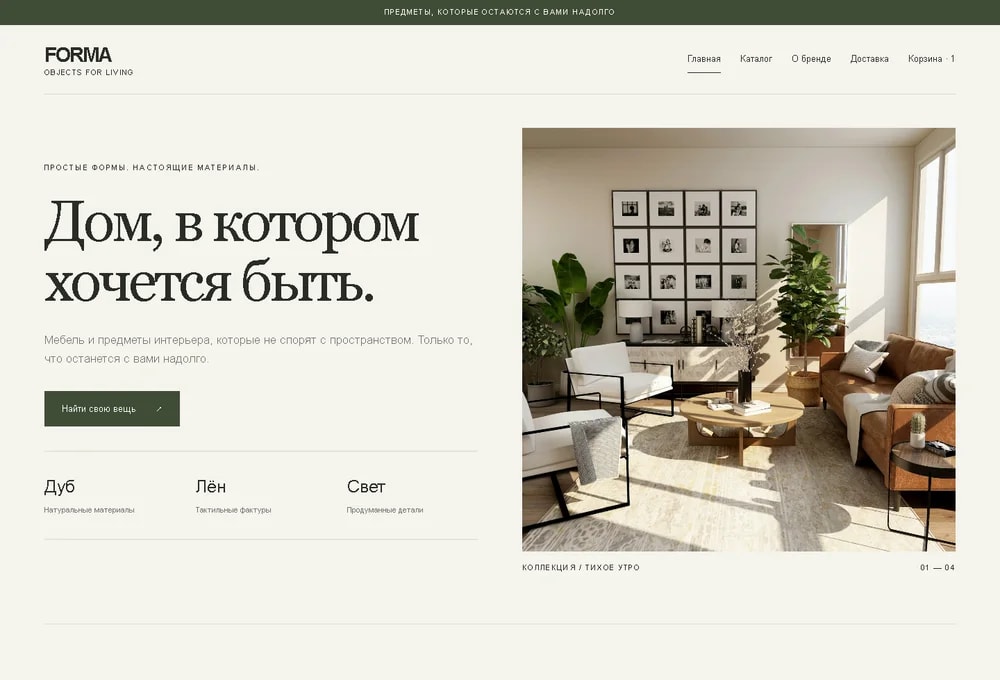 ПРЕДМЕТЫ, КОТОРЫЕ ОСТАЮТСЯ С ВАМИ НАДОЛГО
FORMA
OBJECTS FOR LIVING
Главная
Каталог
О бренде
Доставка
Корзина · 1
ПРОСТЫЕ ФОРМЫ. НАСТОЯЩИЕ МАТЕРИАЛЫ.
Дом, в котором
хочется быть.
Мебель и предметы интерьера, которые не спорят с пространством. Только то,
что останется с вами надолго.
Найти свою вещь ↗
Дуб
Натуральные материалы
Лён
Тактильные фактуры
Свет
Продуманные детали
КОЛЛЕКЦИЯ / ТИХОЕ УТРО
01 — 04